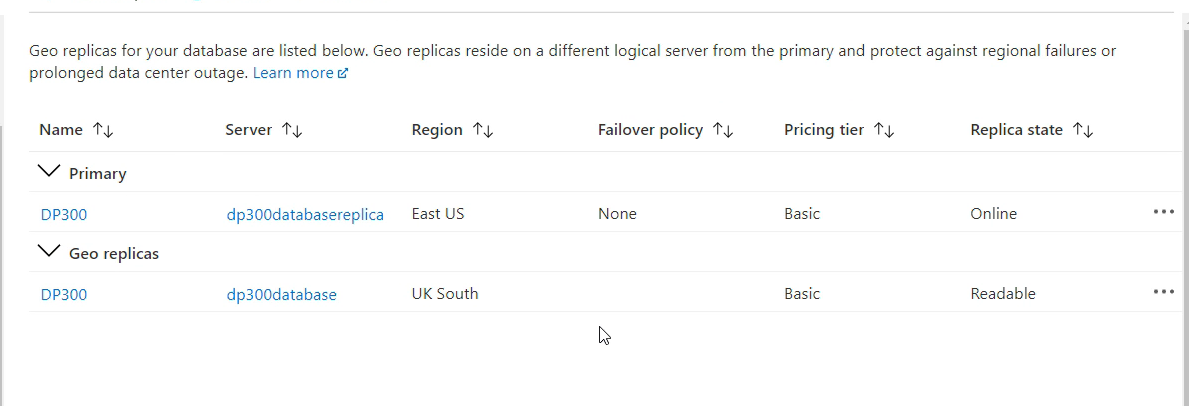 Geo replicas for your database are listed below. Geo replicas reside on a different logical server from the primary and protect against regional failures or
prolonged data center outage. Learn more
Name Server Region Failover policy Pricing tier Replica state
Primary
DP300 dp300databasereplica East US None Basic Online
Geo replicas
DP300 dp300database UK South Basic Readable